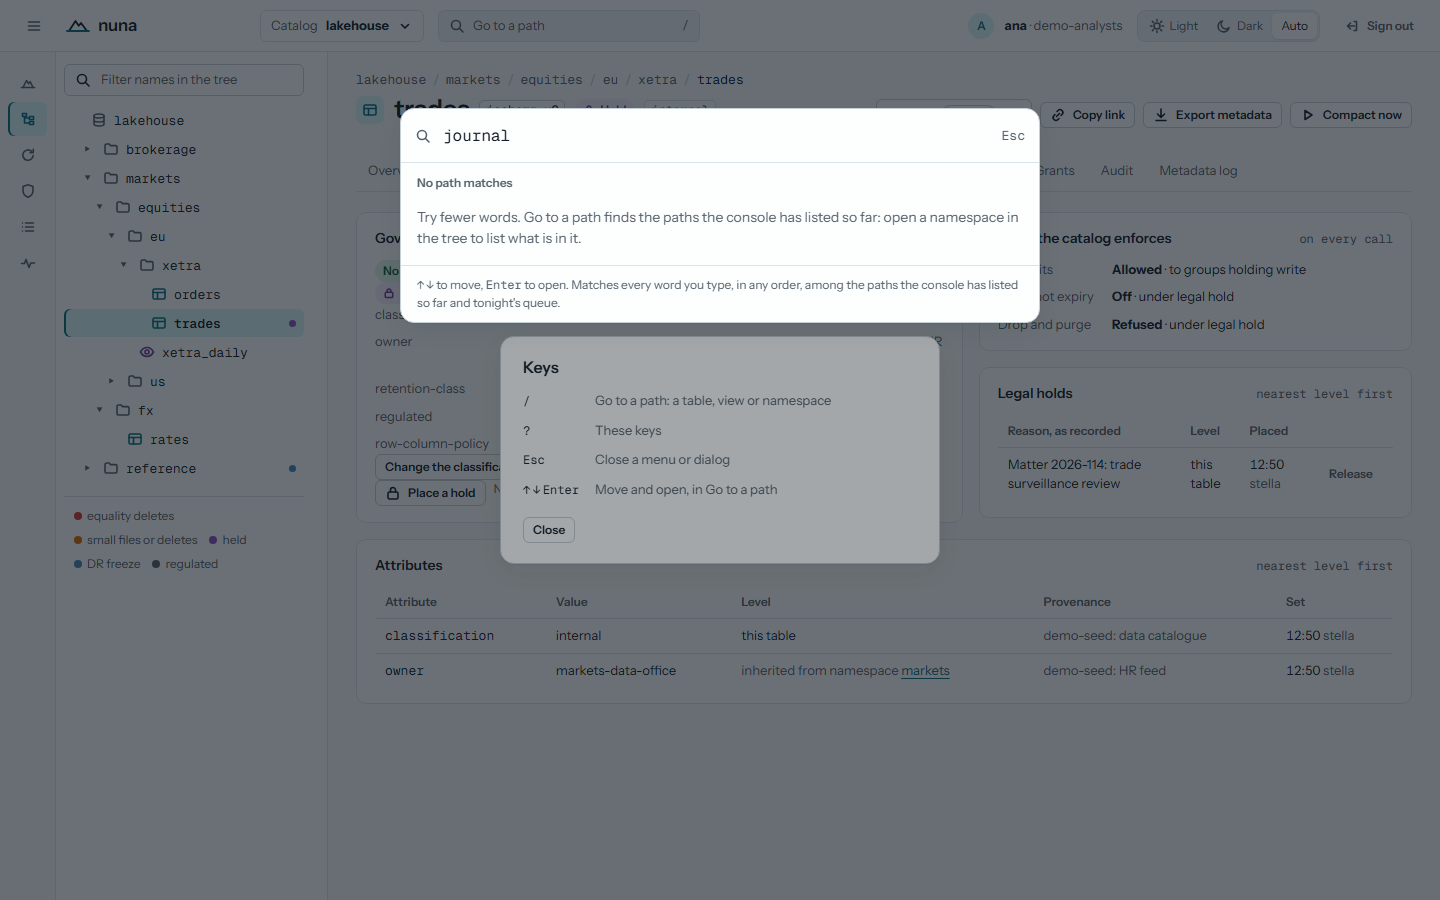 nuna
Catalog lakehouse
Go to a path /
A ana · demo-analysts
Light Dark Auto
Sign out
Filter names in the tree
lakehouse
brokerage
markets
equities
eu
xetra
orders
trades
xetra_daily
us
fx
rates
reference
equality deletes
small files or deletes held
DR freeze regulated
lakehouse / markets / equities / eu / xetra / trades
trades
Copy link Export metadata Compact now
Audit Metadata log
journal Esc
No path matches
Try fewer words. Go to a path finds the paths the console has listed so far: open a namespace in
the tree to list what is in it.
↑↓ to move, Enter to open. Matches every word you type, in any order, among the paths the console has listed
so far and tonight's queue.
Keys
/ Go to a path: a table, view or namespace
? These keys
Esc Close a menu or dialog
↑↓Enter Move and open, in Go to a path
Close
No
owner
retention-class
regulated
row-column-policy
Change the
Place a hold
the catalog enforces on every call
Allowed · to groups holding write
expiry Off · under legal hold
Drop and purge Refused · under legal hold
Legal holds nearest level first
Reason, as recorded Level Placed
Matter 2026-114: trade this 12:50 Release
surveillance review table stella
Attributes nearest level first
Attribute Value Level Provenance Set
classification internal this table demo-seed: data catalogue 12:50 stella
owner markets-data-office inherited from namespace markets demo-seed: HR feed 12:50 stella